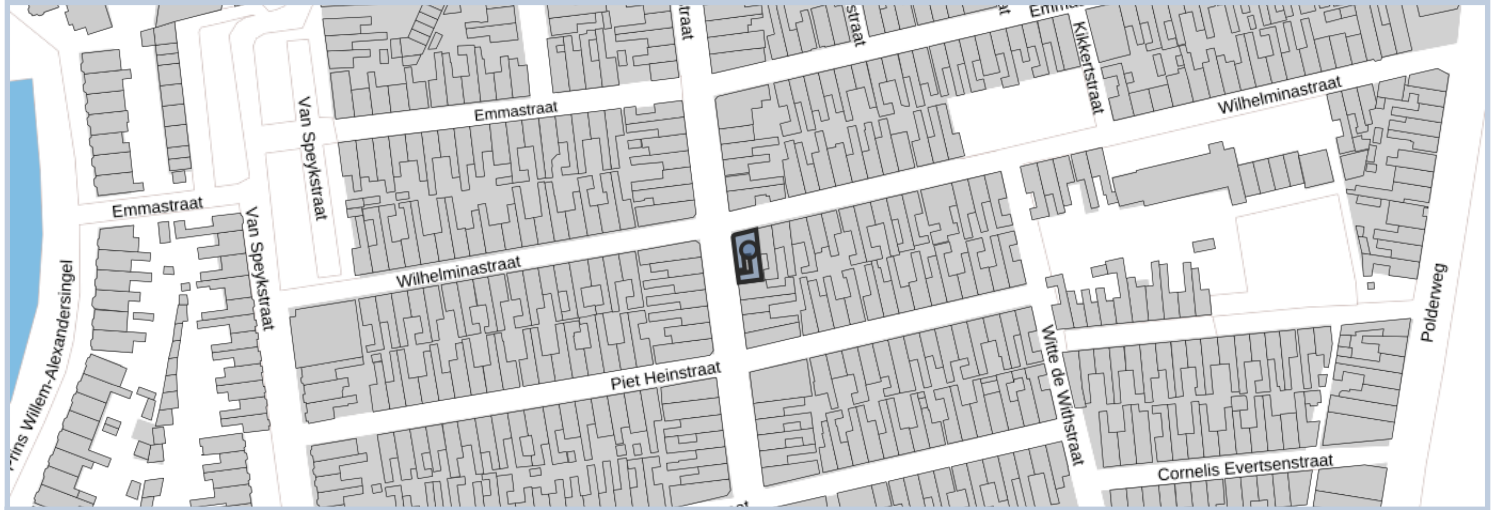 Emmastraat
Kikkertstraat
Wilhelminastraat
Emmastraat
Van Speykstraat
Emmastraat
Van Speykstraat
Wilhelminastraat
Prins Willem-Alexandersingel
Piet Heinstraat
Witte de Withstraat
Polderweg
Cornelis Evertsenstraat
straat